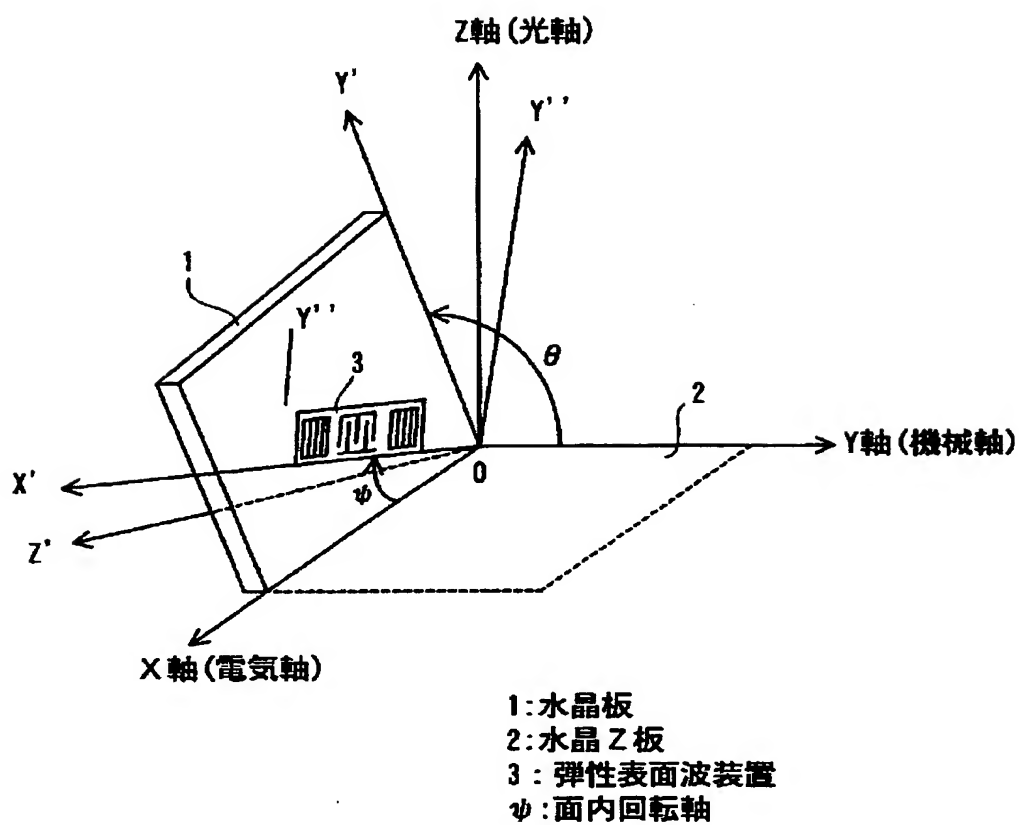 Z軸(光軸)
Y'
Y''
1
Y''
3
θ
2
Y軸(機械軸)
0
X'
ψ
Z'
X軸(電気軸)
1:水晶板
2:水晶Z板
3:弾性表面波装置
ψ:面内回転軸